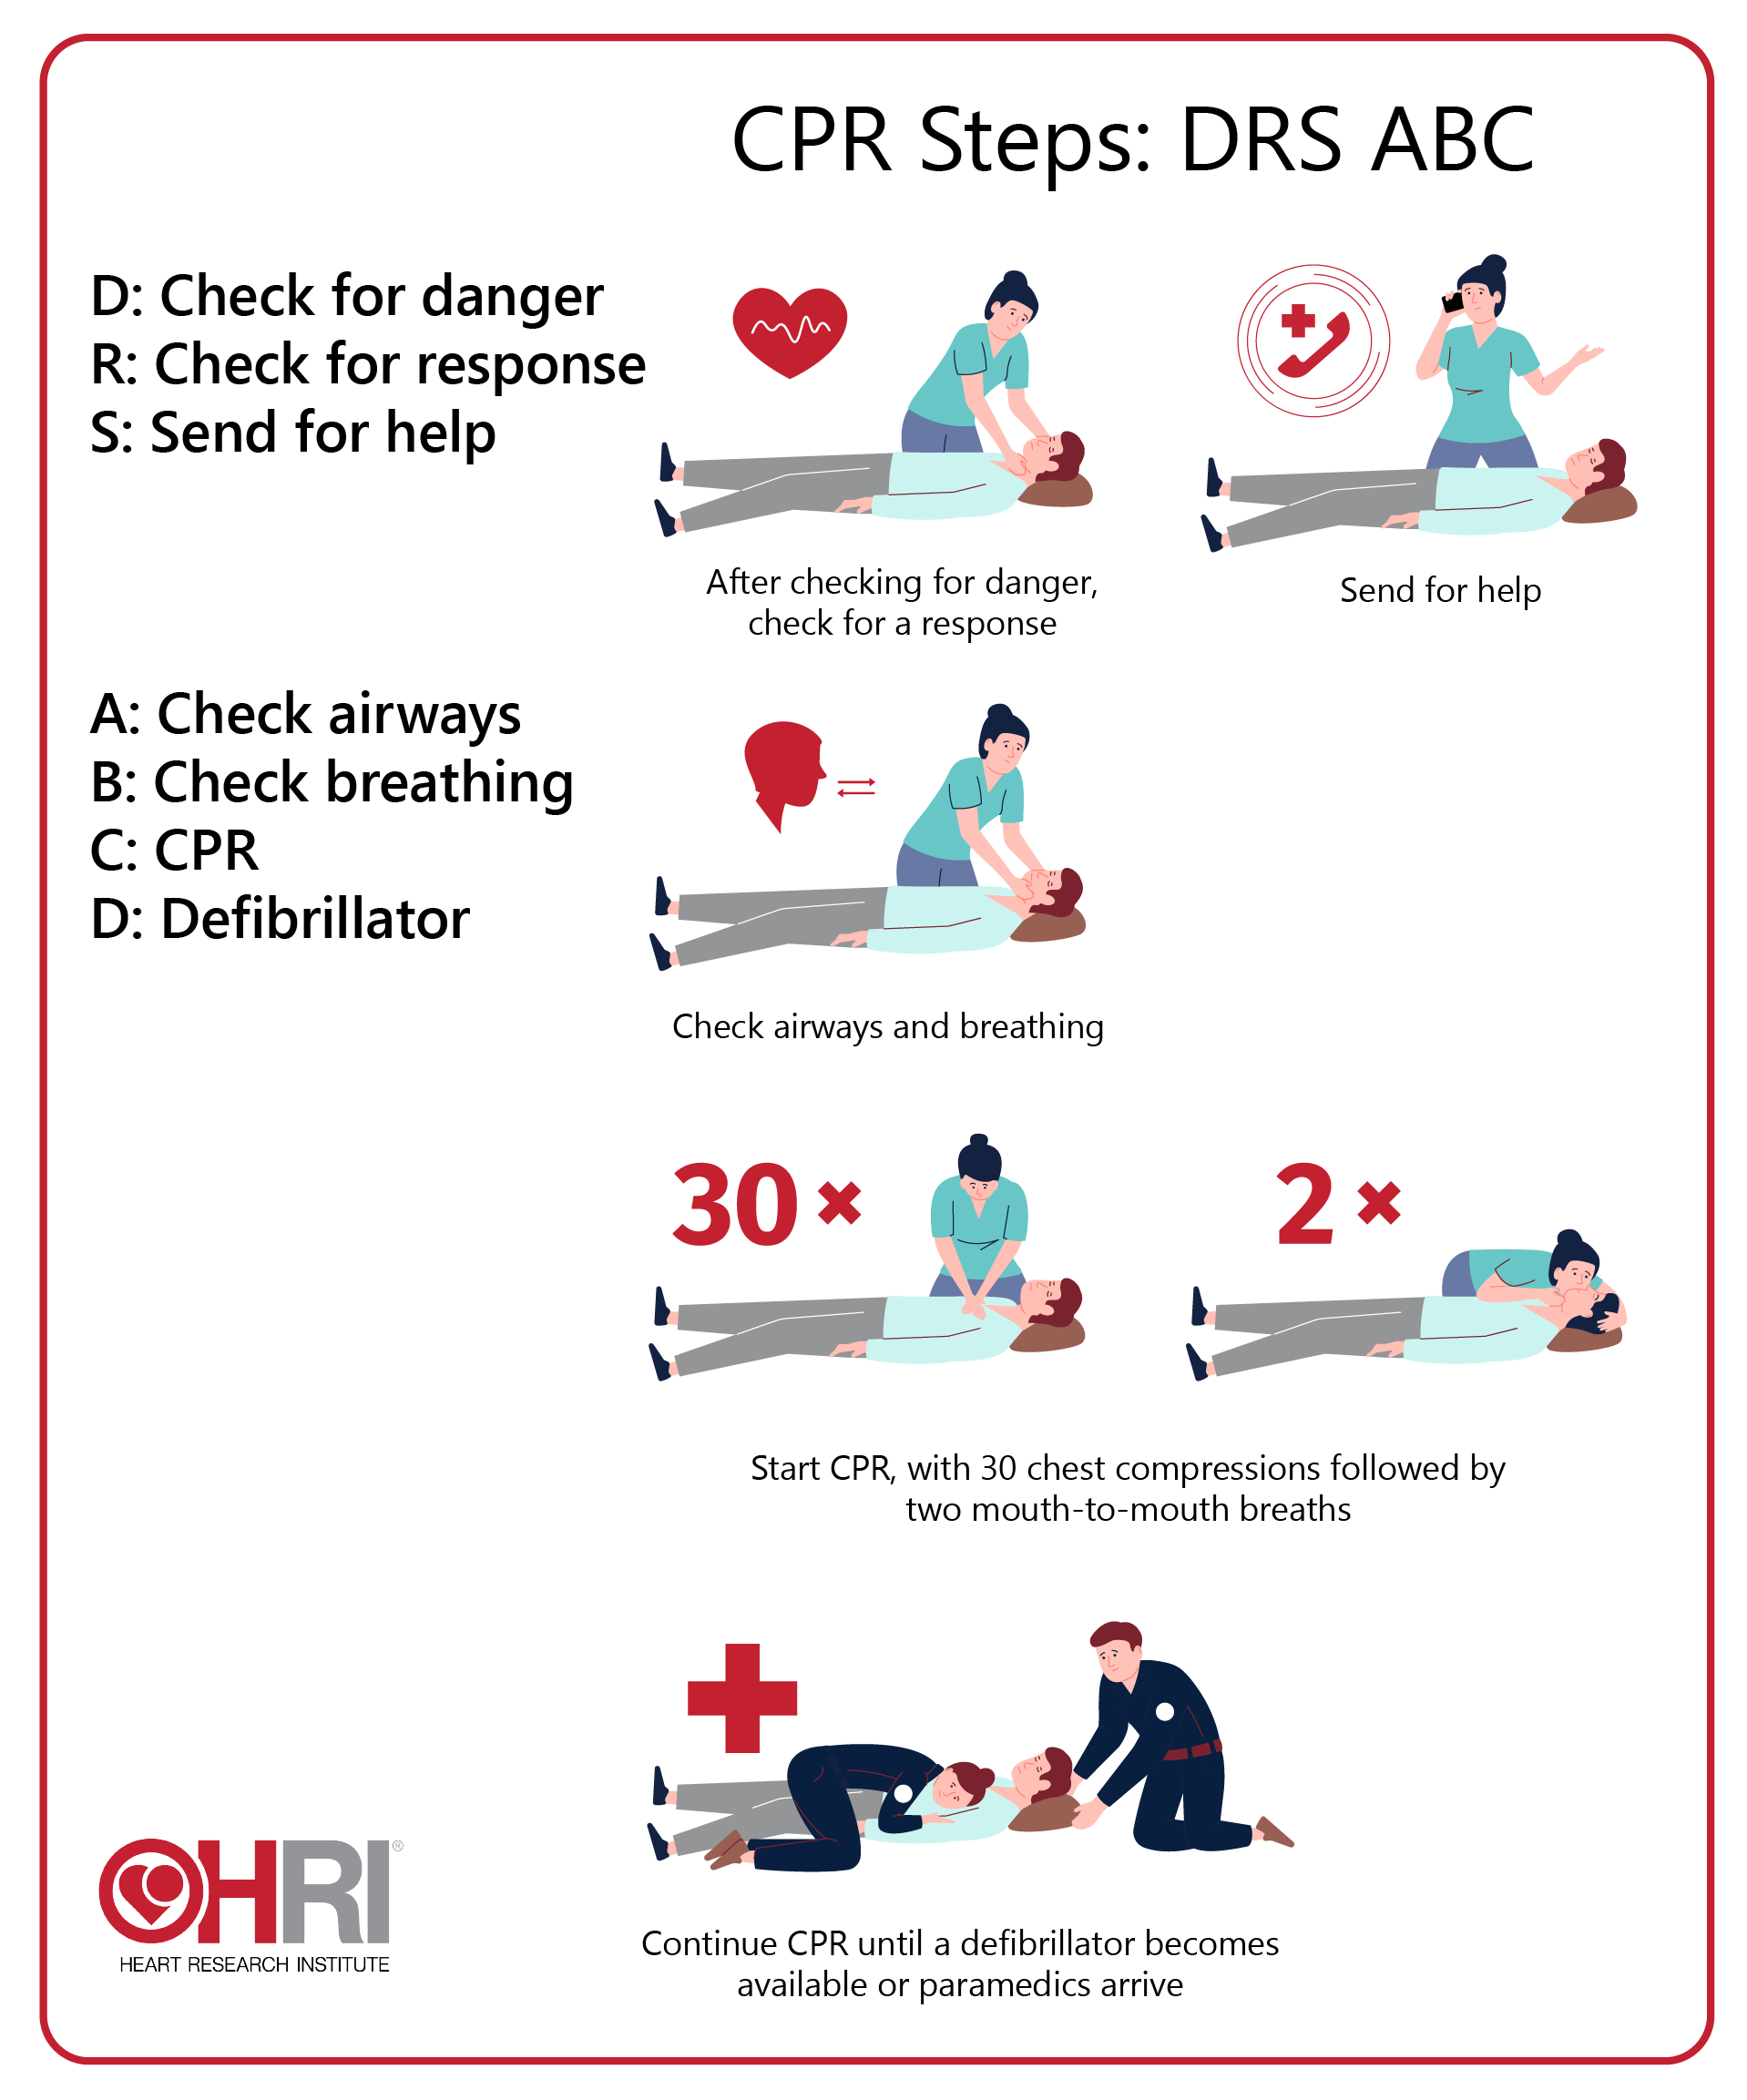 CPR Steps: DRS ABC
D: Check for danger
R: Check for response
S: Send for help
After checking for danger,
check for a response
Send for help
A: Check airways
B: Check breathing
C: CPR
D: Defibrillator
Check airways and breathing
30 ×
2 ×
Start CPR, with 30 chest compressions followed by
two mouth-to-mouth breaths
Continue CPR until a defibrillator becomes
available or paramedics arrive
HRI®
HEART RESEARCH INSTITUTE